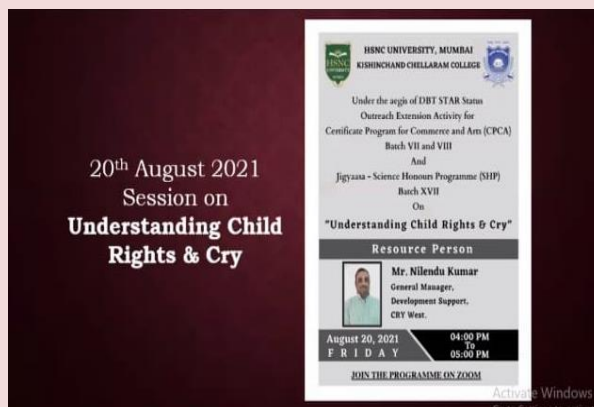 20th August 2021
Session on
Understanding Child
Rights & Cry
HSNC UNIVERSITY, MUMBAI
KISHINCHAND CHELLARAM COLLEGE
HSNC
UNIVERSITY
Under the aegis of DBT STAR Status
Outreach Extension Activity for
Certificate Program for Commerce and Arts (CPCA)
Batch VII and VIII
And
Jigyaasa - Science Honours Programme (SHP)
Batch XVII
On
"Understanding Child Rights & Cry"
Resource Person
Mr. Nilendu Kumar
General Manager,
Development Support,
CRY West.
August 20, 2021
FRIDAY
04:00 PM
To
05:00 PM
JOIN THE PROGRAMME ON ZOOM
Activate Windows